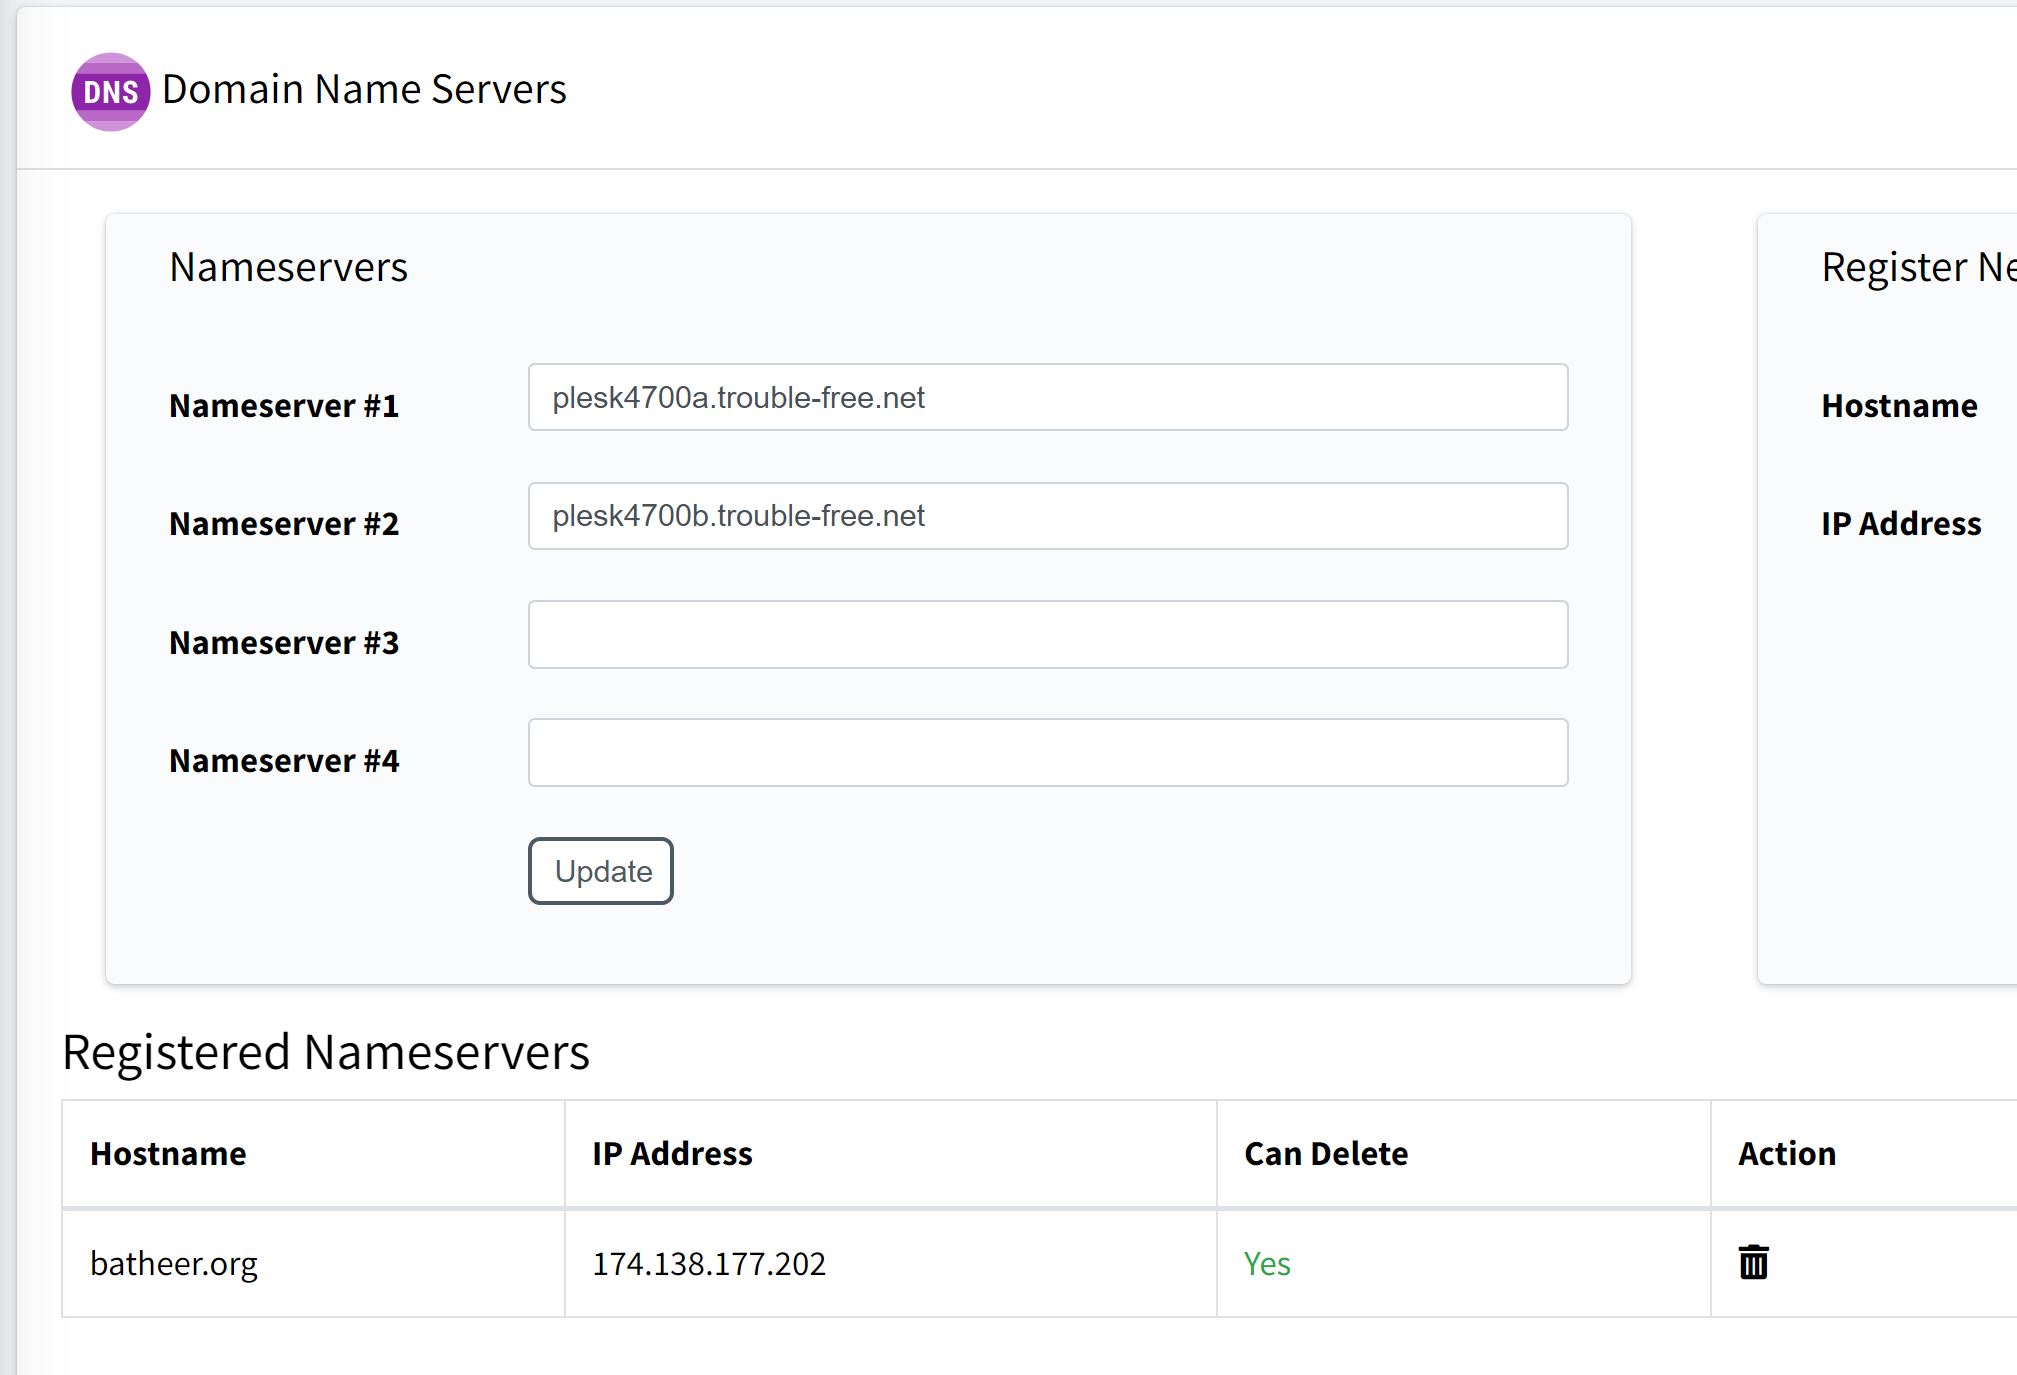 DNS Domain Name Servers
Nameservers
Nameserver #1 plesk4700a.trouble-free.net
Nameserver #2 plesk4700b.trouble-free.net
Nameserver #3
Nameserver #4
Update
Register
Hostname
IP Address
Registered Nameservers
Hostname IP Address Can Delete Action
batheer.org 174.138.177.202 Yes